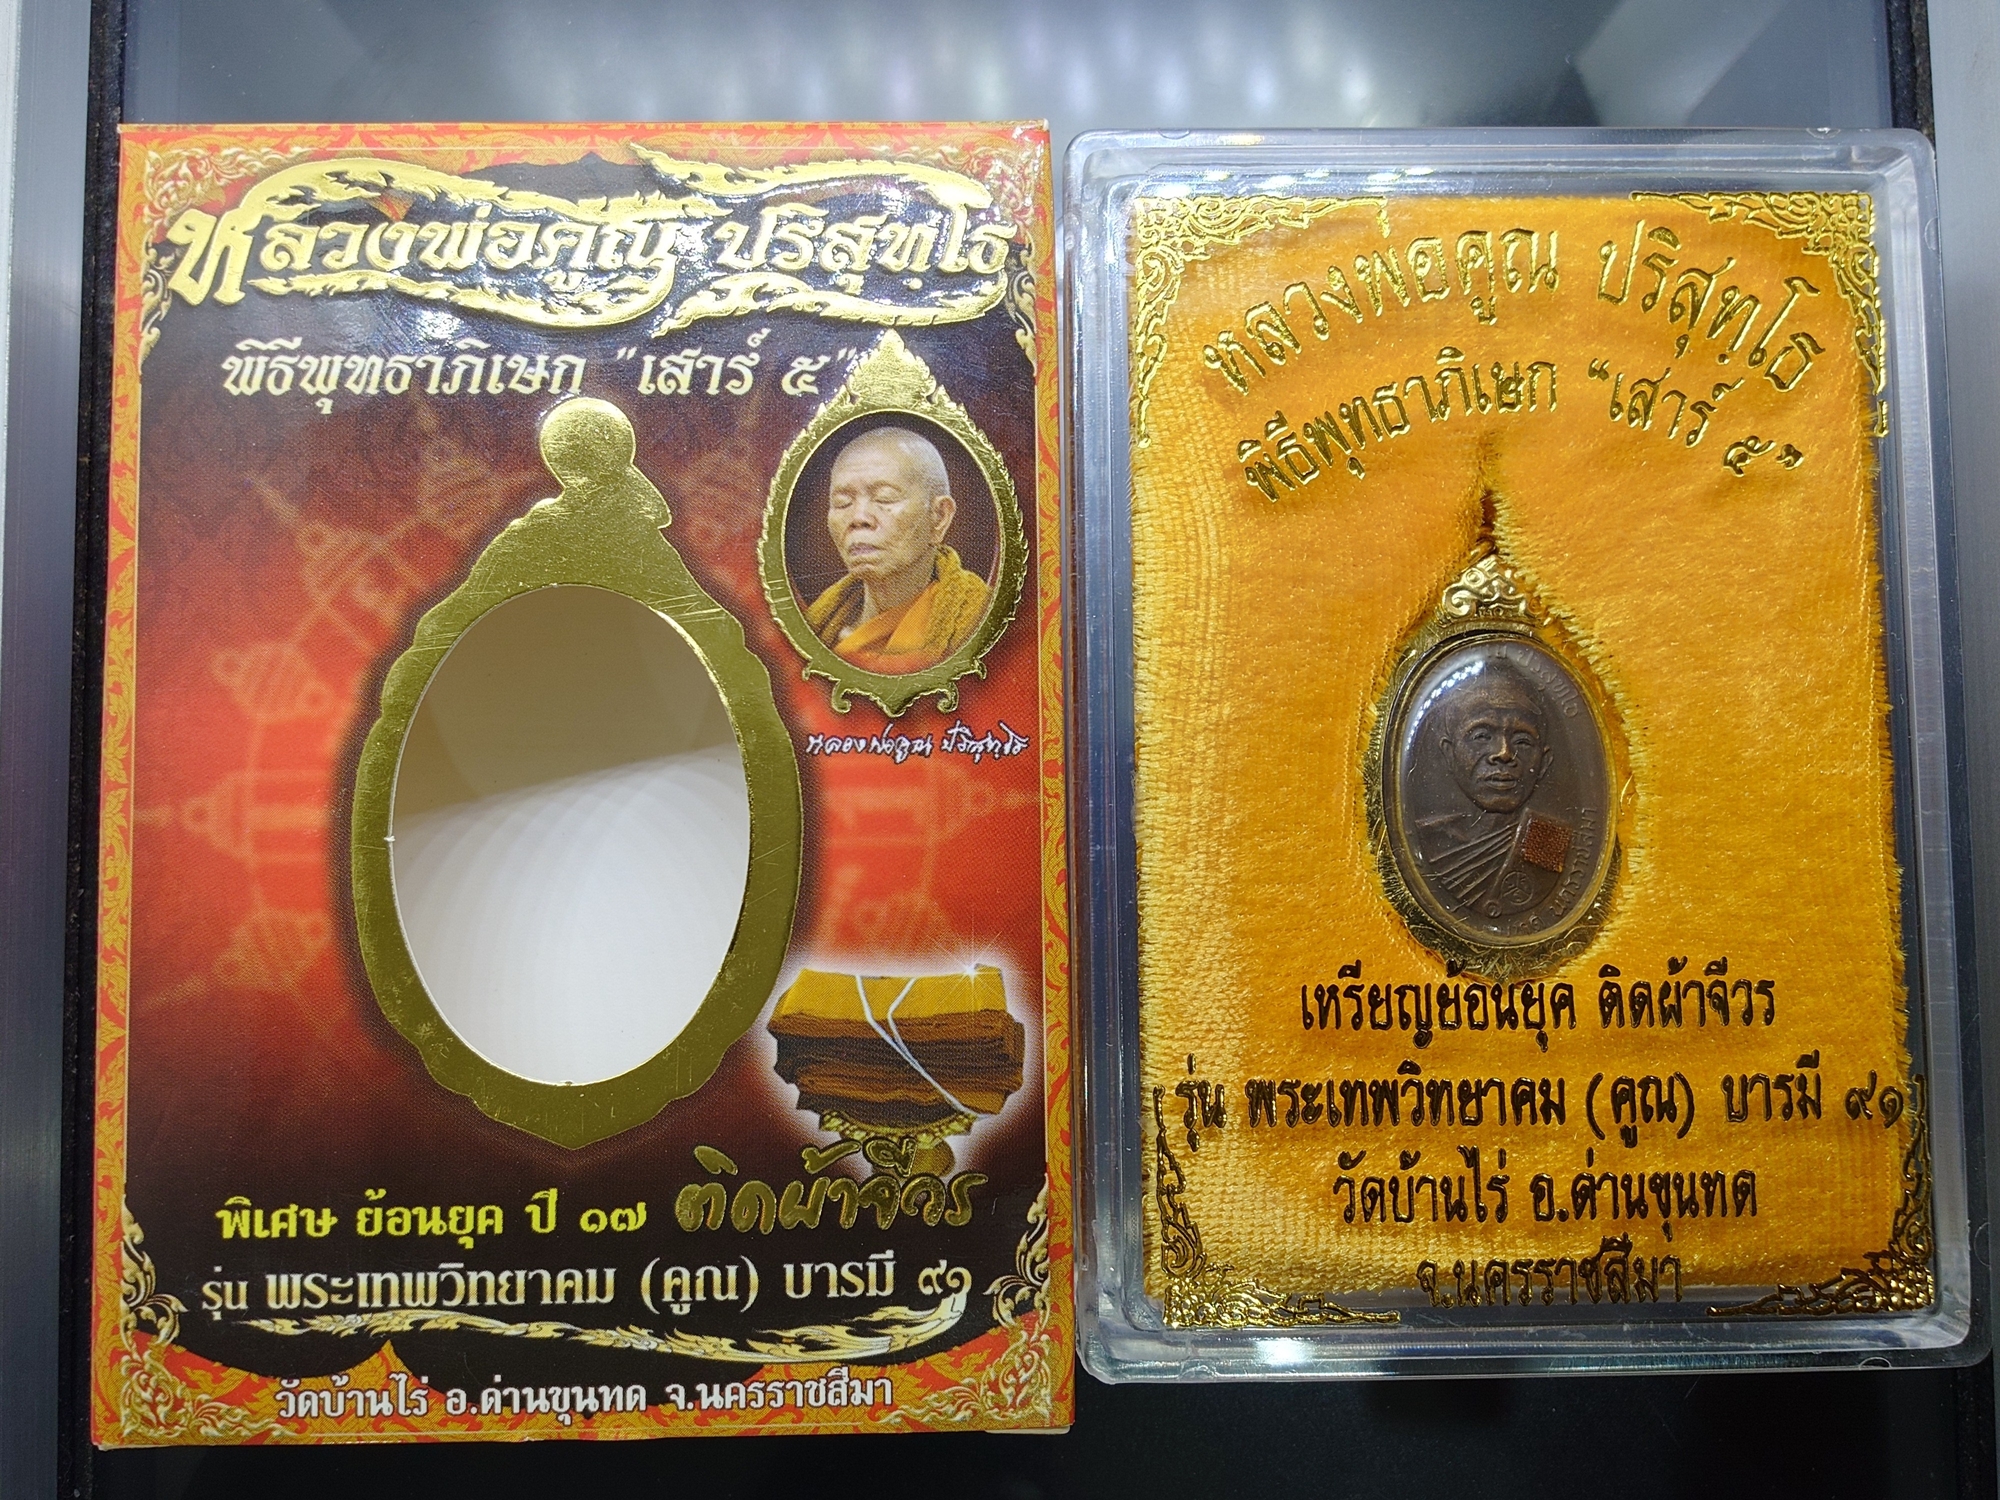 หลวงพ่อคูณ ปริสุทฺโธ
พิธีพุทธาภิเษก "เสาร์ ๕"
หลวงพ่อคูณ ปริสุทฺโธ
พิเศษ ย้อนยุค ปี ๑๗ ติดผ้าจีวร
รุ่น พระเทพวิทยาคม (คูณ) บารมี ๙๑
วัดบ้านไร่ อ.ด่านขุนทด จ.นครราชสีมา
หลวงพ่อคูณ ปริสุทฺโธ
พิธีพุทธาภิเษก "เสาร์ ๕"
เหรียญย้อนยุค ติดผ้าจีวร
รุ่น พระเทพวิทยาคม (คูณ) บารมี ๙๑
วัดบ้านไร่ อ.ด่านขุนทด
จ.นครราชสีมา